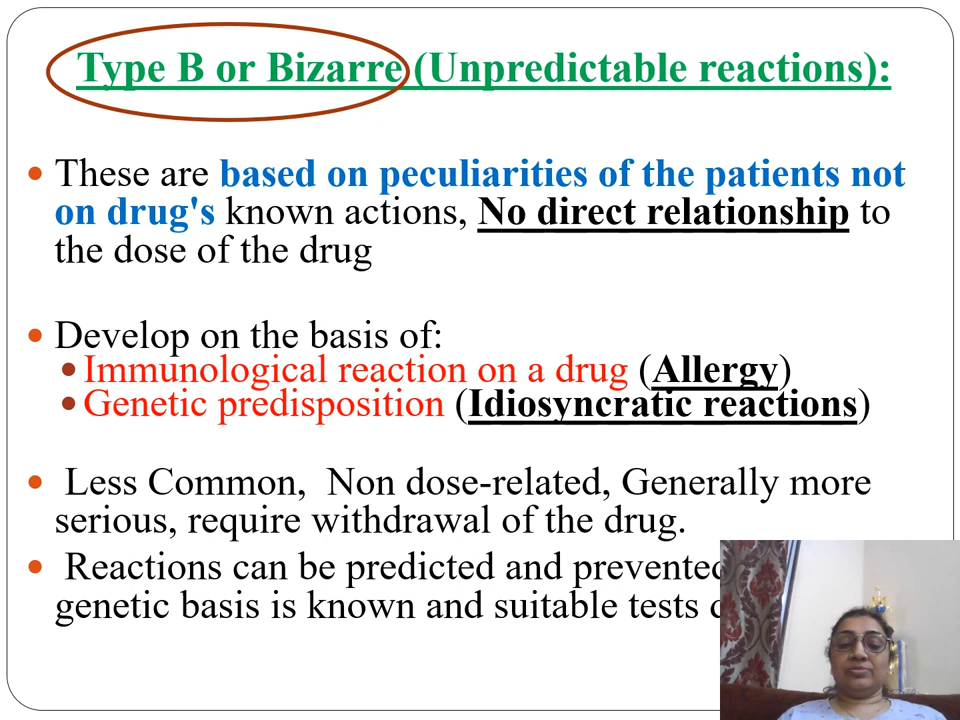 Type B or Bizarre (Unpredictable reactions):
• These are based on peculiarities of the patients not
on drug's known actions, No direct relationship to
the dose of the drug
• Develop on the basis of:
• Immunological reaction on a drug (Allergy)
• Genetic predisposition (Idiosyncratic reactions)
• Less Common, Non dose-related, Generally more
serious, require withdrawal of the drug.
• Reactions can be predicted and prevented
genetic basis is known and suitable tests